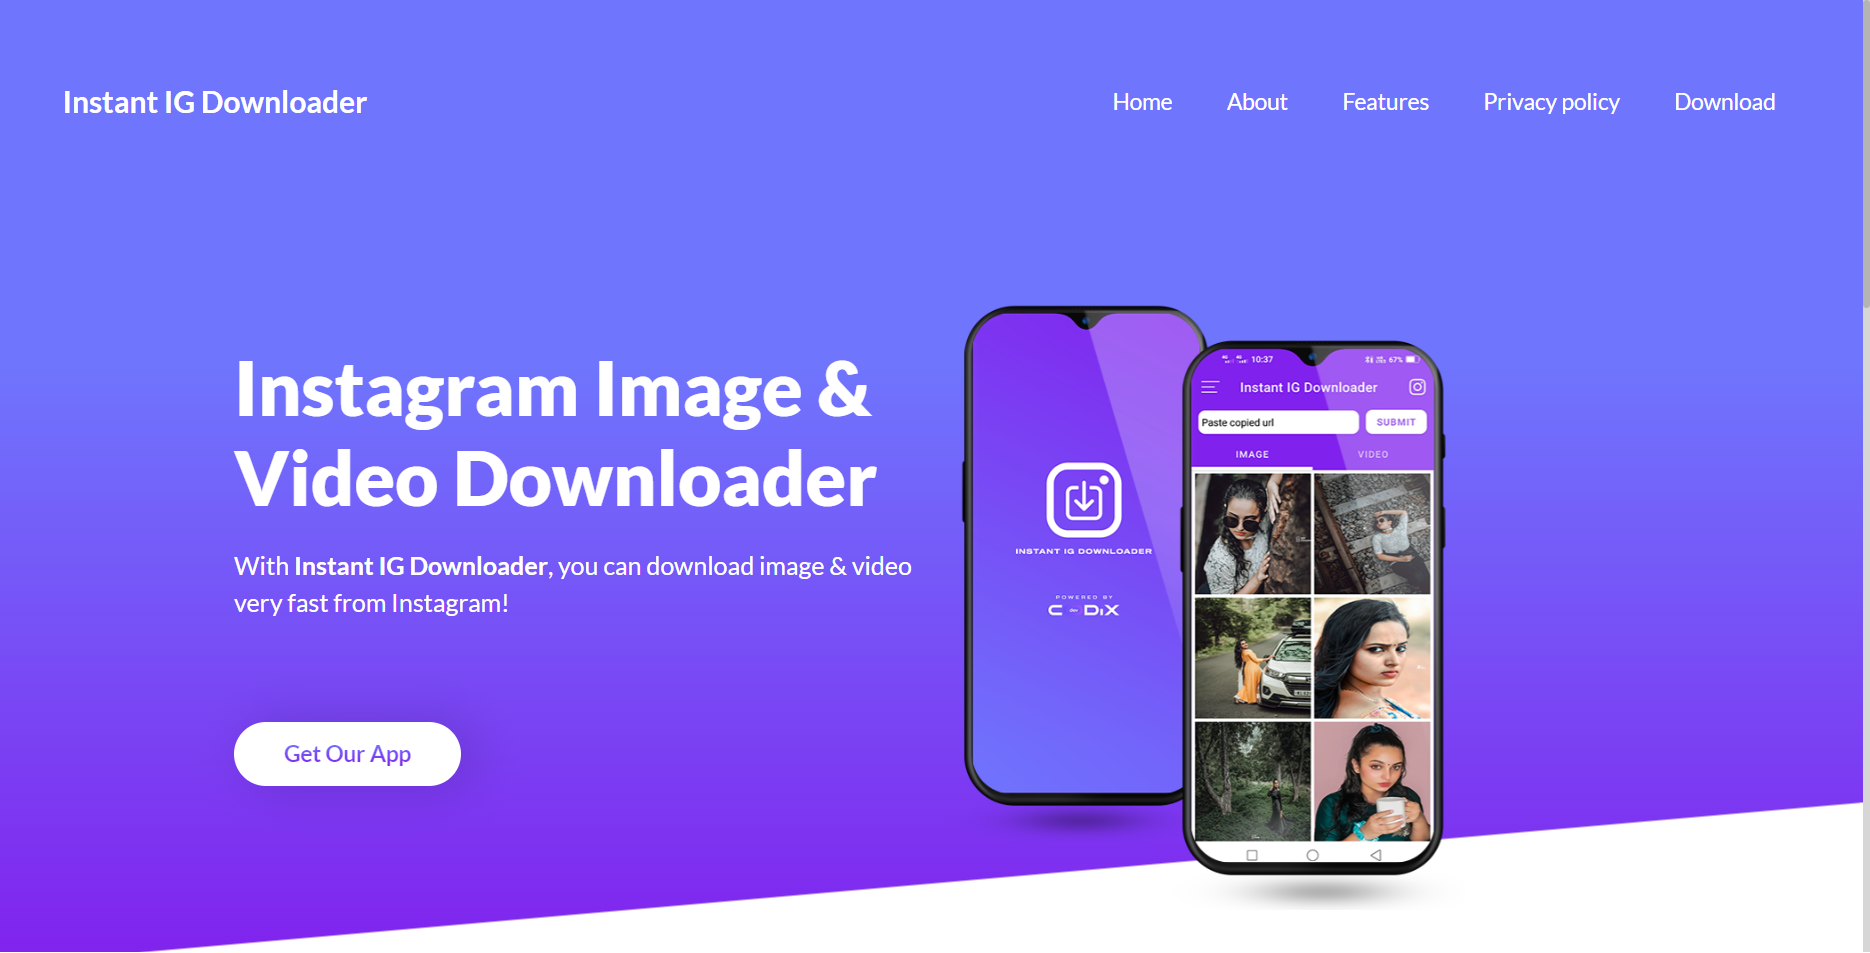 Instant IG Downloader
Home About Features Privacy policy Download
Instagram Image &
Video Downloader
With Instant IG Downloader, you can download image & video
very fast from Instagram!
Get Our App
INSTANT IG DOWNLOADER
POWERED BY
C dev DiX
10:37 67%
Instant IG Downloader
Paste copied url SUBMIT
IMAGE VIDEO